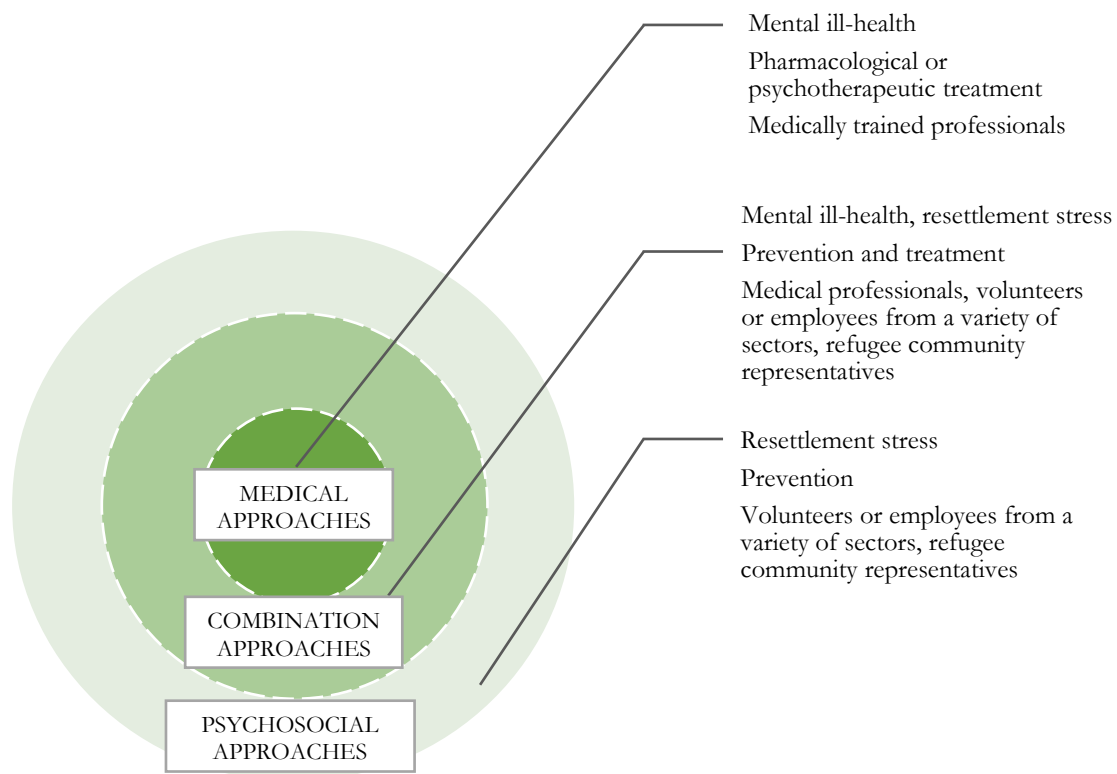 Mental ill-health
Pharmacological or
psychotherapeutic treatment
Medically trained professionals
Mental ill-health, resettlement stress
Prevention and treatment
Medical professionals, volunteers
or employees from a variety of
sectors, refugee community
representatives
Resettlement stress
Prevention
Volunteers or employees from a
variety of sectors, refugee
community representatives
MEDICAL
APPROACHES
COMBINATION
APPROACHES
PSYCHOSOCIAL
APPROACHES